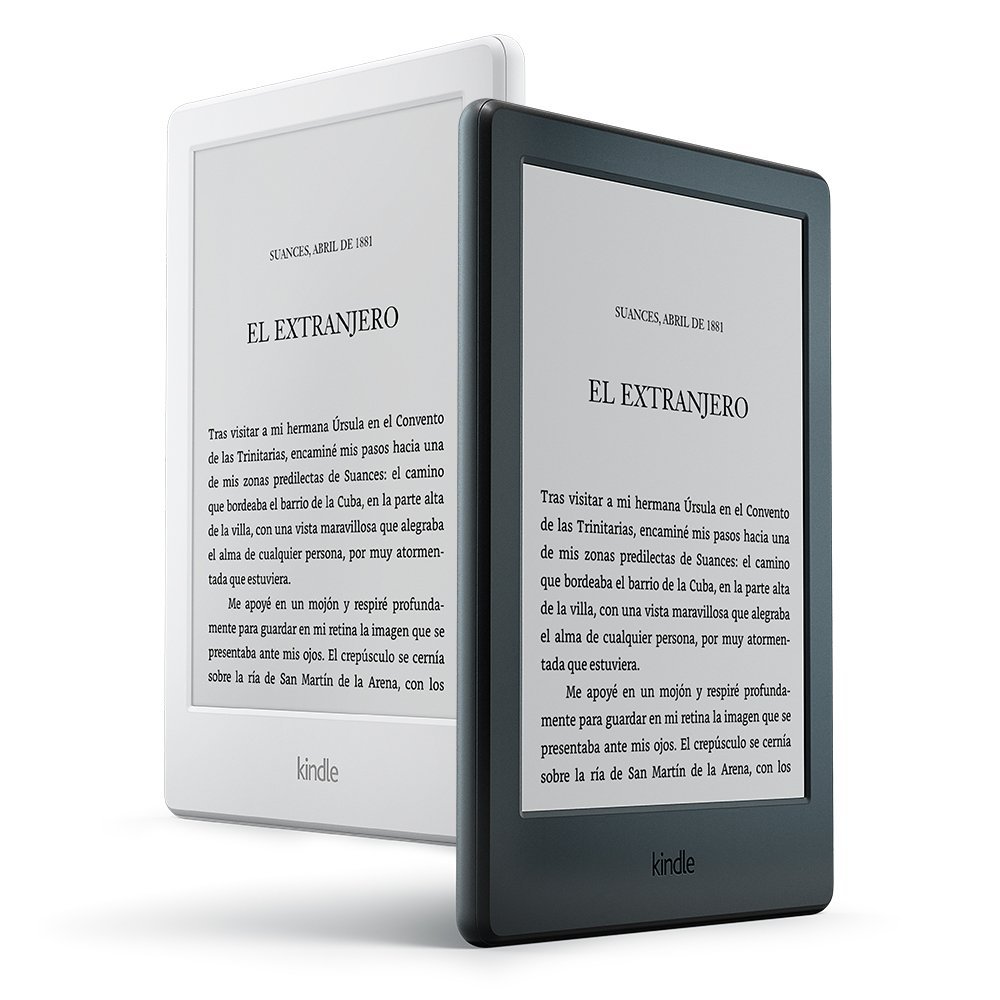 SUANCES, ABRIL DE 1881
EL EXTRANJERO
Tras visitar a mi hermana Úrsula en el Convento
de las Trinitarias, encaminé mis pasos hacia una
de mis zonas predilectas de Suances: el camino
que bordeaba el barrio de la Cuba, en la parte alta
de la villa, con una vista maravillosa que alegraba
el alma de cualquier persona, por muy atormen-
tada que estuviera.
Me apoyé en un mojón y respiré profunda-
mente para guardar en mi retina la imagen que se
presentaba ante mis ojos. El crepúsculo se cernía
sobre la ría de San Martín de la Arena, con los
kindle
SUANCES, ABRIL DE 1881
EL EXTRANJERO
Tras visitar a mi hermana Úrsula en el Convento
de las Trinitarias, encaminé mis pasos hacia una
de mis zonas predilectas de Suances: el camino
que bordeaba el barrio de la Cuba, en la parte alta
de la villa, con una vista maravillosa que alegraba
el alma de cualquier persona, por muy atormen-
tada que estuviera.
Me apoyé en un mojón y respiré profunda-
mente para guardar en mi retina la imagen que se
presentaba ante mis ojos. El crepúsculo se cernía
sobre la ría de San Martín de la Arena, con los
kindle